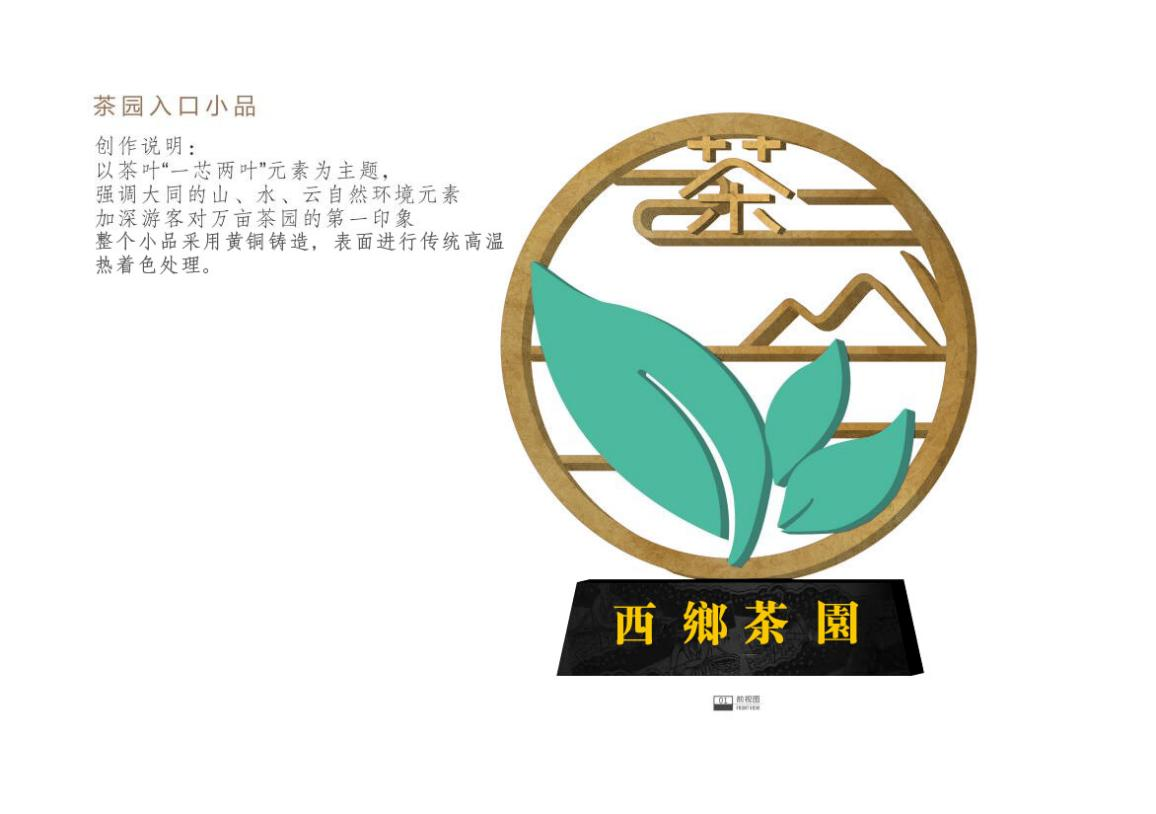 茶园入口小品
创作说明：
以茶叶“一芯两叶”元素为主题，
强调大同的山、水、云自然环境元素
加深游客对万亩茶园的第一印象
整个小品采用黄铜铸造，表面进行传统高温
热着色处理。
茶
西鄉茶園
01 前视图
FRONT VIEW